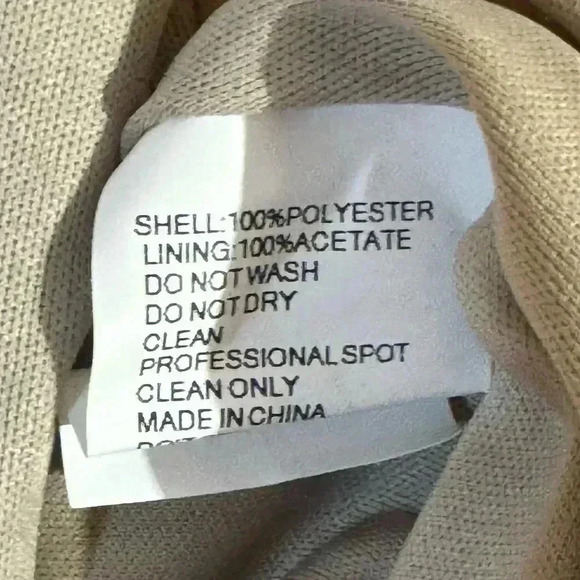 SHELL:100%POLYESTER
LINING:100%ACETATE
DO NOT WASH
DO NOT DRY
CLEAN
PROFESSIONAL SPOT
CLEAN ONLY
MADE IN CHINA